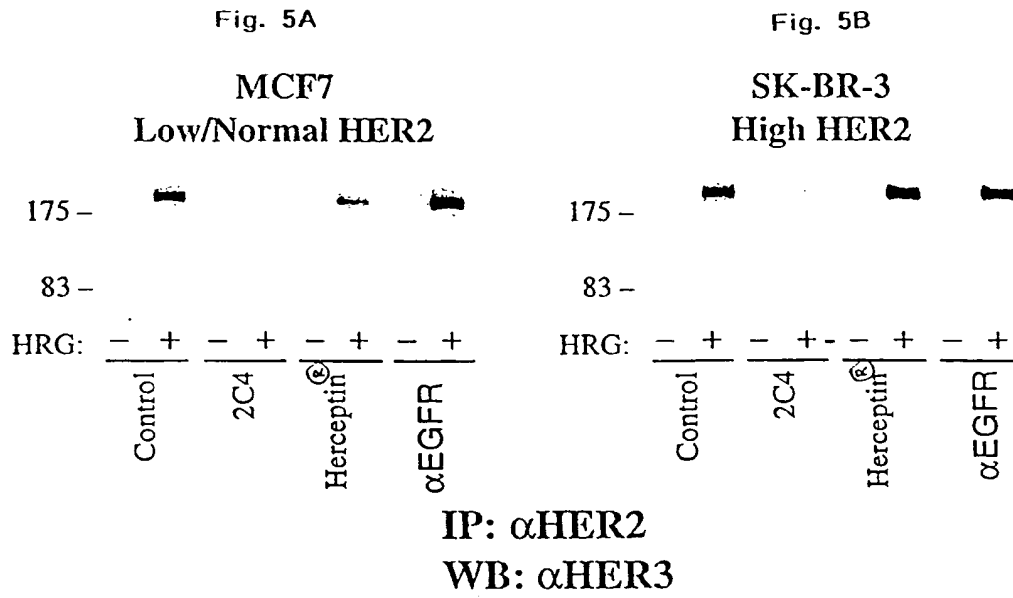 Fig. 5A
MCF7
Low/Normal HER2
175 –
83 –
HRG: – + – + – + – +
Control
2C4
Herceptin®
αEGFR
Fig. 5B
SK-BR-3
High HER2
175 –
83 –
HRG: – + – + - – + – +
Control
2C4
Herceptin®
αEGFR
IP: αHER2
WB: αHER3